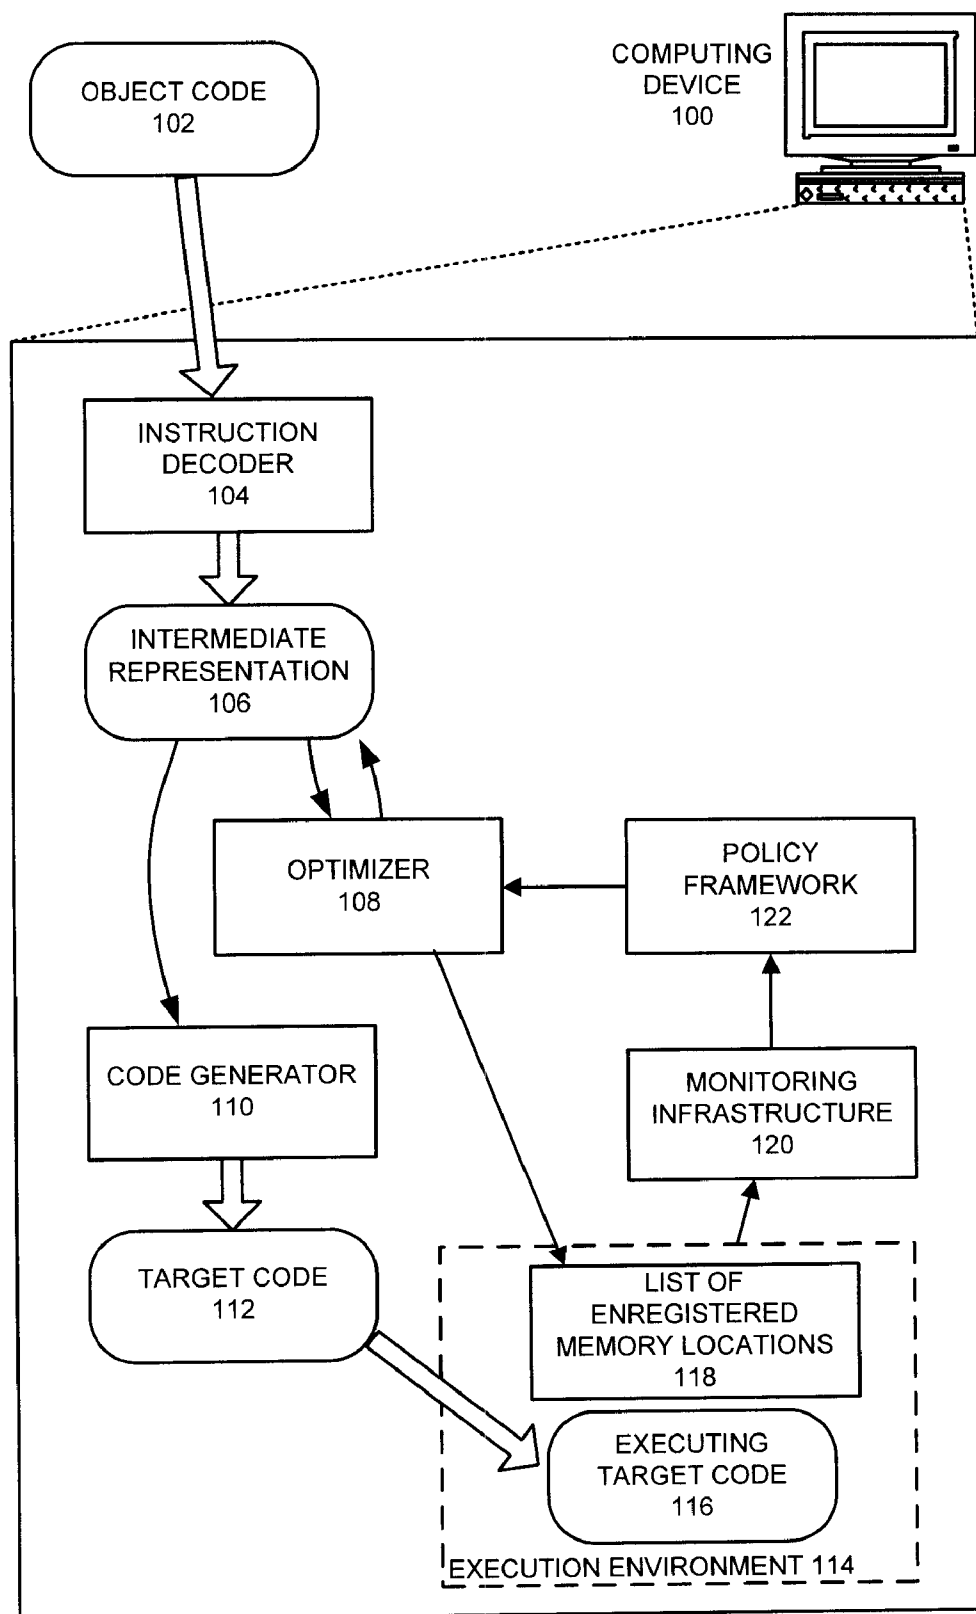 OBJECT CODE
102
COMPUTING
DEVICE
100
INSTRUCTION
DECODER
104
INTERMEDIATE
REPRESENTATION
106
OPTIMIZER
108
POLICY
FRAMEWORK
122
CODE GENERATOR
110
MONITORING
INFRASTRUCTURE
120
TARGET CODE
112
LIST OF
ENREGISTERED
MEMORY LOCATIONS
118
EXECUTING
TARGET CODE
116
EXECUTION ENVIRONMENT 114